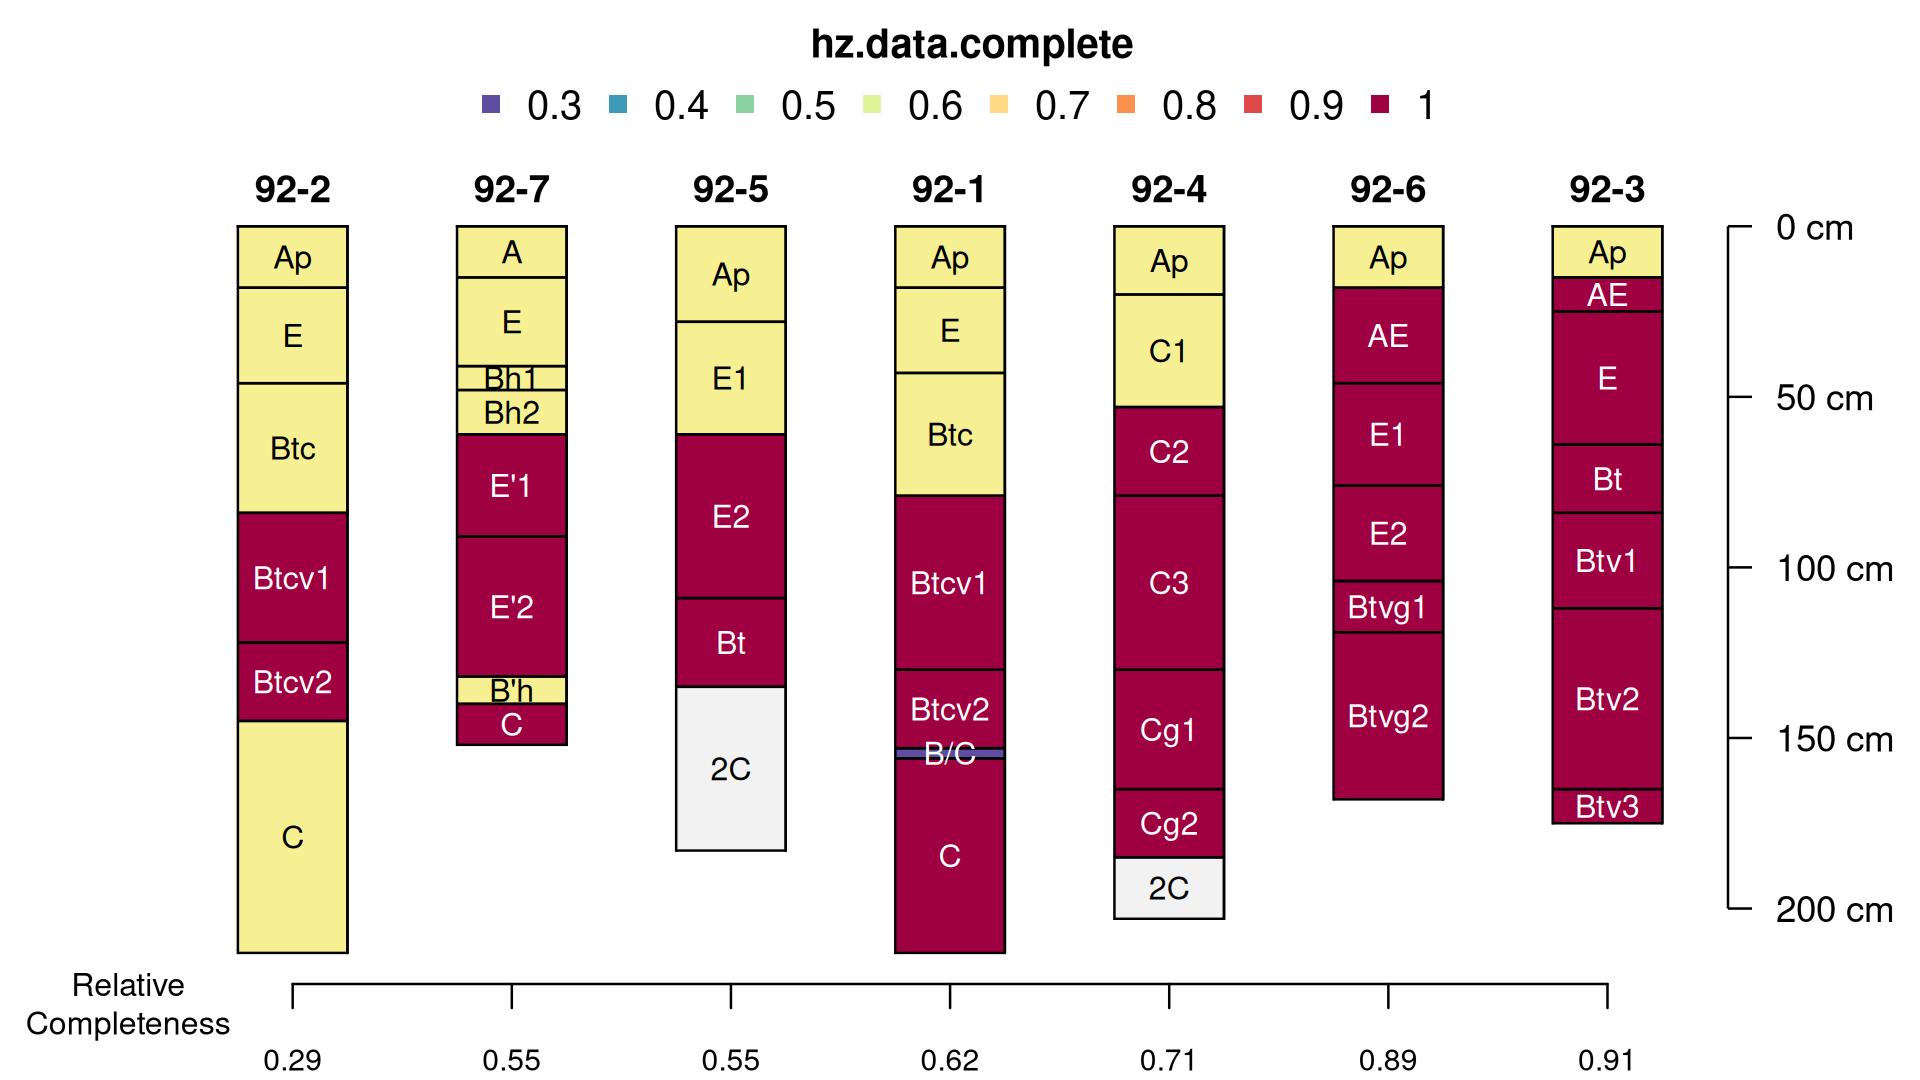 hz.data.complete
0.3 0.4 0.5 0.6 0.7 0.8 0.9 1
92-2 92-7 92-5 92-1 92-4 92-6 92-3
Ap
E
Btc
Btcv1
Btcv2
C
A
E
Bh1
Bh2
E'1
E'2
B'h
C
Ap
E1
E2
Bt
2C
Ap
E
Btc
Btcv1
Btcv2
B/C
C
Ap
C1
C2
C3
Cg1
Cg2
2C
Ap
AE
E1
E2
Btvg1
Btvg2
Ap
AE
E
Bt
Btv1
Btv2
Btv3
0 cm
50 cm
100 cm
150 cm
200 cm
Relative
Completeness
0.29 0.55 0.55 0.62 0.71 0.89 0.91